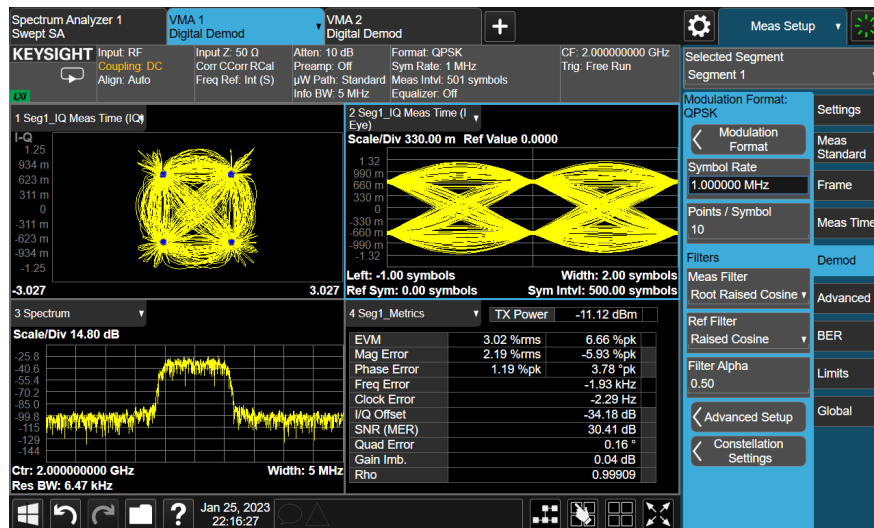 Spectrum Analyzer 1
Swept SA
VMA 1
Digital Demod
VMA 2
Digital Demod
Meas Setup
KEYSIGHT
Input: RF
Coupling: DC
Align: Auto
Input Z: 50 Ω
Corr CCorr RCal
Freq Ref: Int (S)
Atten: 10 dB
Preamp: Off
µW Path: Standard
Info BW: 5 MHz
Format: QPSK
Sym Rate: 1 MHz
Meas Intvl: 501 symbols
Equalizer: Off
CF: 2.000000000 GHz
Trig: Free Run
LXI
1 Seg1_IQ Meas Time (IQ)
I-Q
1.25
934 m
623 m
311 m
0
-311 m
-623 m
-934 m
-1.25
-3.027
3.027
2 Seg1_IQ Meas Time (I
Eye)
Scale/Div 330.00 m Ref Value 0.0000
1.32
990 m
660 m
330 m
0
-330 m
-660 m
-990 m
-1.32
Left: -1.00 symbols
Width: 2.00 symbols
Ref Sym: 0.00 symbols
Sym Intvl: 500.00 symbols
3 Spectrum
Scale/Div 14.80 dB
-25.8
-40.6
-55.4
-70.2
-85.0
-99.8
-115
-129
-144
Ctr: 2.000000000 GHz
Width: 5 MHz
Res BW: 6.47 kHz
4 Seg1_Metrics
TX Power -11.12 dBm
EVM 3.02 %rms 6.66 %pk
Mag Error 2.19 %rms -5.93 %pk
Phase Error 1.19 %pk 3.78 °pk
Freq Error -1.93 kHz
Clock Error -2.29 Hz
I/Q Offset -34.18 dB
SNR (MER) 30.41 dB
Quad Error 0.16 °
Gain Imb. 0.04 dB
Rho 0.99909
Selected Segment
Segment 1
Modulation Format:
QPSK
Modulation
Format
Symbol Rate
1.000000 MHz
Points / Symbol
10
Filters
Meas Filter
Root Raised Cosine
Ref Filter
Raised Cosine
Filter Alpha
0.50
Advanced Setup
Constellation
Settings
Settings
Meas
Standard
Frame
Meas Time
Demod
Advanced
BER
Limits
Global
?
Jan 25, 2023
22:16:27